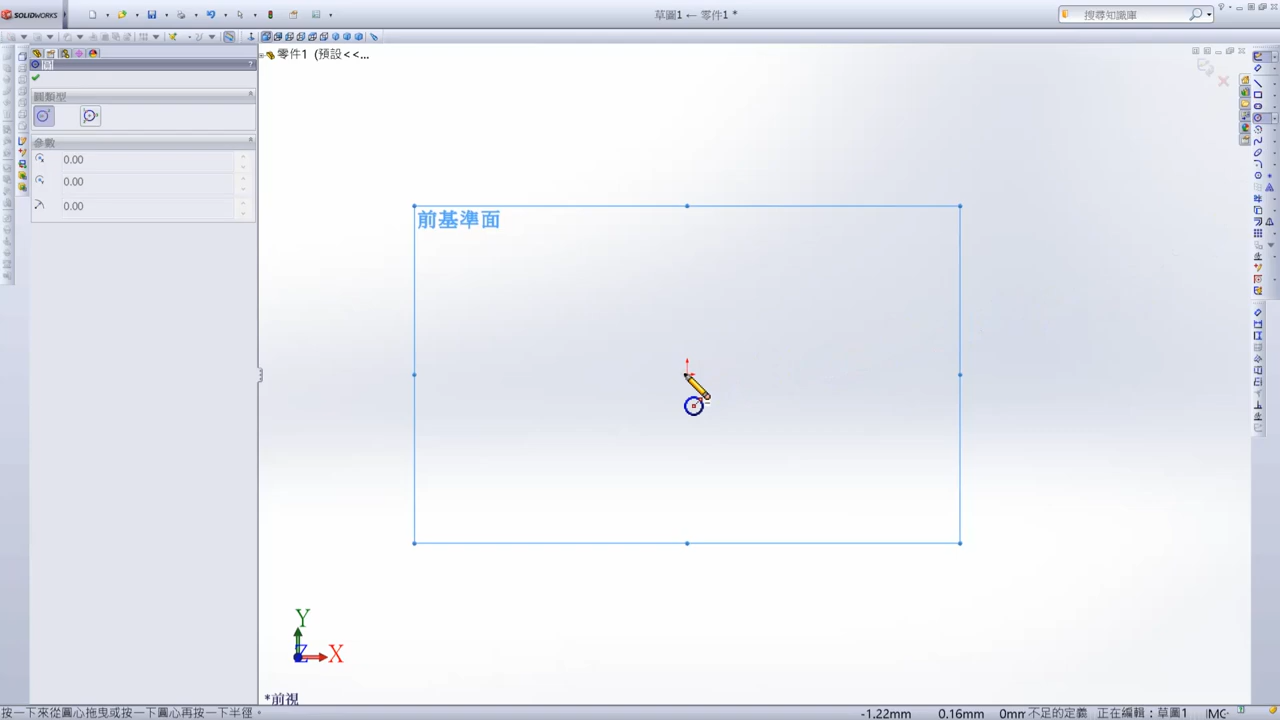 SOLIDWORKS
草圖1 ← 零件1 *
搜尋知識庫
零件1 (預設<<...
圓
?
圓類型
參數
0.00
0.00
0.00
前基準面
Y
Z
X
*前視
按一下來從圓心拖曳或按一下圓心再按一下半徑。
-1.22mm
0.16mm
0mm
不足的定義
正在編輯：草圖1